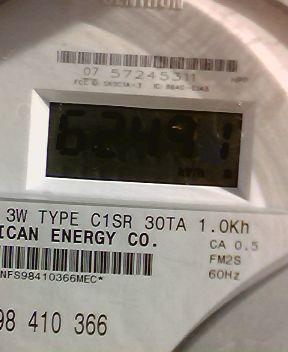 07 57245311
62491
3W TYPE C1SR 30TA 1.0Kh
ICAN ENERGY CO.
CA 0.5
FM2S
60Hz
NFS98410366MEC*
98 410 366